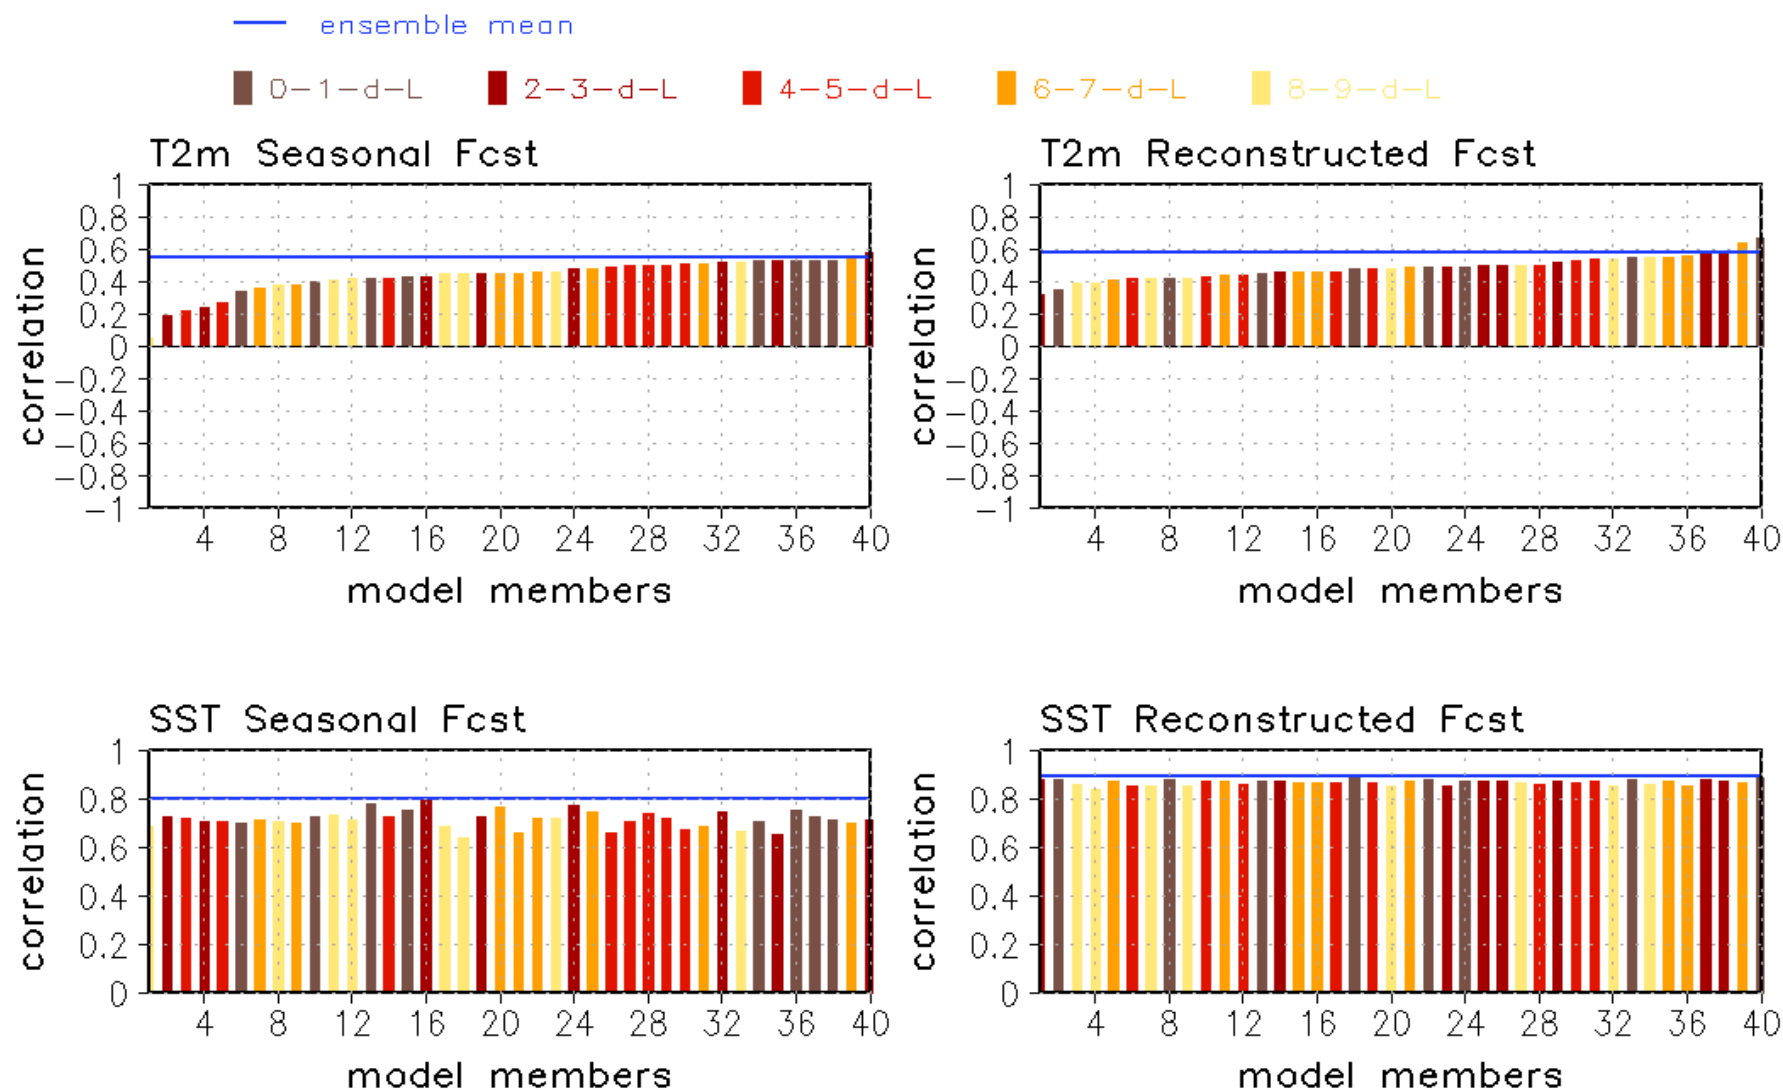 ensemble mean
0-1-d-L 2-3-d-L 4-5-d-L 6-7-d-L 8-9-d-L
T2m Seasonal Fcst
1
0.8
0.6
0.4
0.2
0
-0.2
-0.4
-0.6
-0.8
-1
correlation
4 8 12 16 20 24 28 32 36 40
model members
T2m Reconstructed Fcst
1
0.8
0.6
0.4
0.2
0
-0.2
-0.4
-0.6
-0.8
-1
correlation
4 8 12 16 20 24 28 32 36 40
model members
SST Seasonal Fcst
1
0.8
0.6
0.4
0.2
0
correlation
4 8 12 16 20 24 28 32 36 40
model members
SST Reconstructed Fcst
1
0.8
0.6
0.4
0.2
0
correlation
4 8 12 16 20 24 28 32 36 40
model members